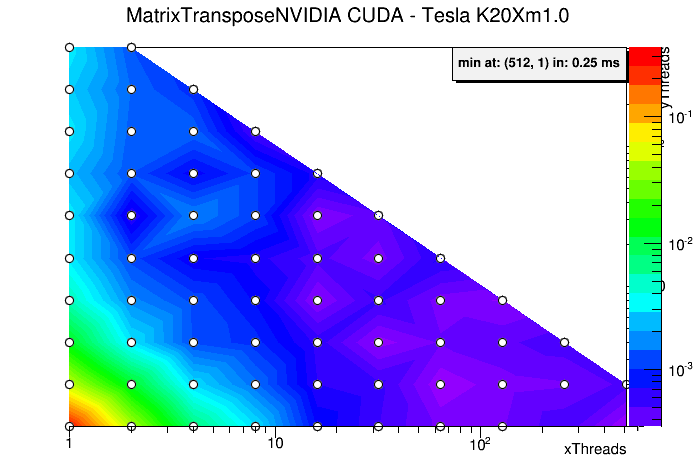 MatrixTransposeNVIDIA CUDA - Tesla K20Xm1.0
min at: (512, 1) in: 0.25 ms
yThreads
10⁻¹
10⁻²
10⁻³
1
10
10²
xThreads